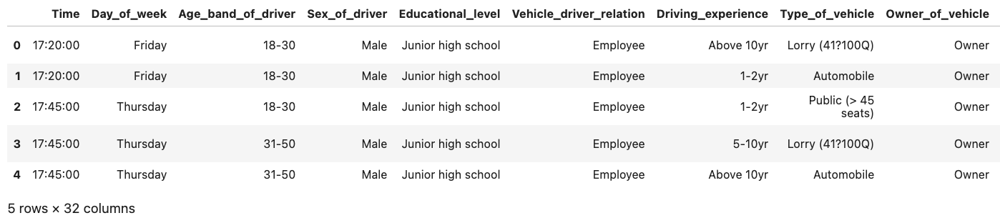 Time Day_of_week Age_band_of_driver Sex_of_driver Educational_level Vehicle_driver_relation Driving_experience Type_of_vehicle Owner_of_vehicle
0 17:20:00 Friday 18-30 Male Junior high school Employee Above 10yr Lorry (41?100Q) Owner
1 17:20:00 Friday 18-30 Male Junior high school Employee 1-2yr Automobile Owner
2 17:45:00 Thursday 18-30 Male Junior high school Employee 1-2yr Public (> 45 seats) Owner
3 17:45:00 Thursday 31-50 Male Junior high school Employee 5-10yr Lorry (41?100Q) Owner
4 17:45:00 Thursday 31-50 Male Junior high school Employee Above 10yr Automobile Owner
5 rows × 32 columns